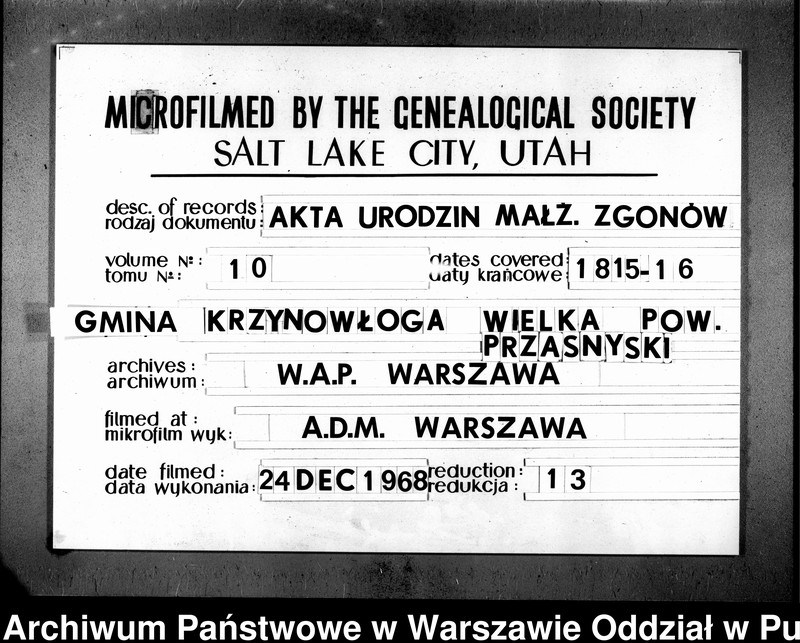 MICROFILMED BY THE GENEALOGICAL SOCIETY
SALT LAKE CITY, UTAH
desc. of records:
rodzaj dokumentu: AKTA URODZIN MAŁŻ. ZGONÓW
volume №: 10 dates covered: 1815-16
tomu №: daty krańcowe:
GMINA KRZYNOWŁOGA WIELKA POW.
PRZASNYSKI
archives: W.A.P. WARSZAWA
archiwum:
filmed at: A.D.M. WARSZAWA
mikrofilm wyk:
date filmed: 24 DEC 1968 reduction: 13
data wykonania: redukcja:
Archiwum Państwowe w Warszawie Oddział w Pu